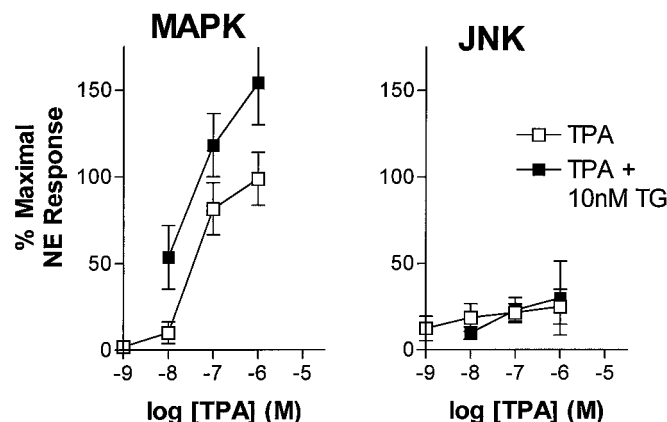 MAPK
JNK
% Maximal
NE Response
150
100
50
0
-9 -8 -7 -6 -5
log [TPA] (M)
150
100
50
0
-9 -8 -7 -6 -5
log [TPA] (M)
TPA
TPA +
10nM TG